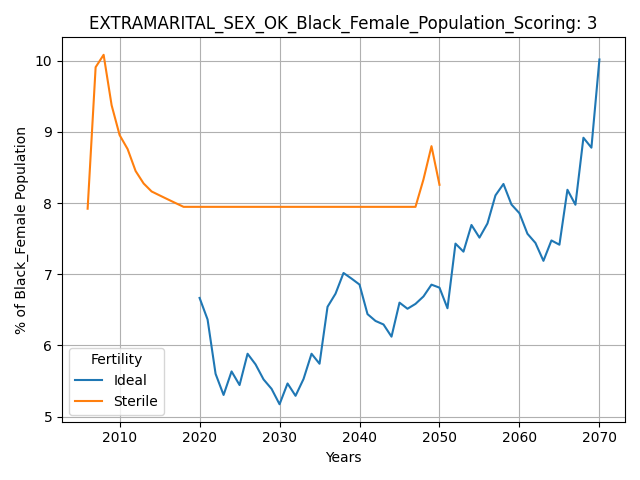 EXTRAMARITAL_SEX_OK_Black_Female_Population_Scoring: 3
% of Black_Female Population
10
9
8
7
6
5
Fertility
Ideal
Sterile
2010 2020 2030 2040 2050 2060 2070
Years